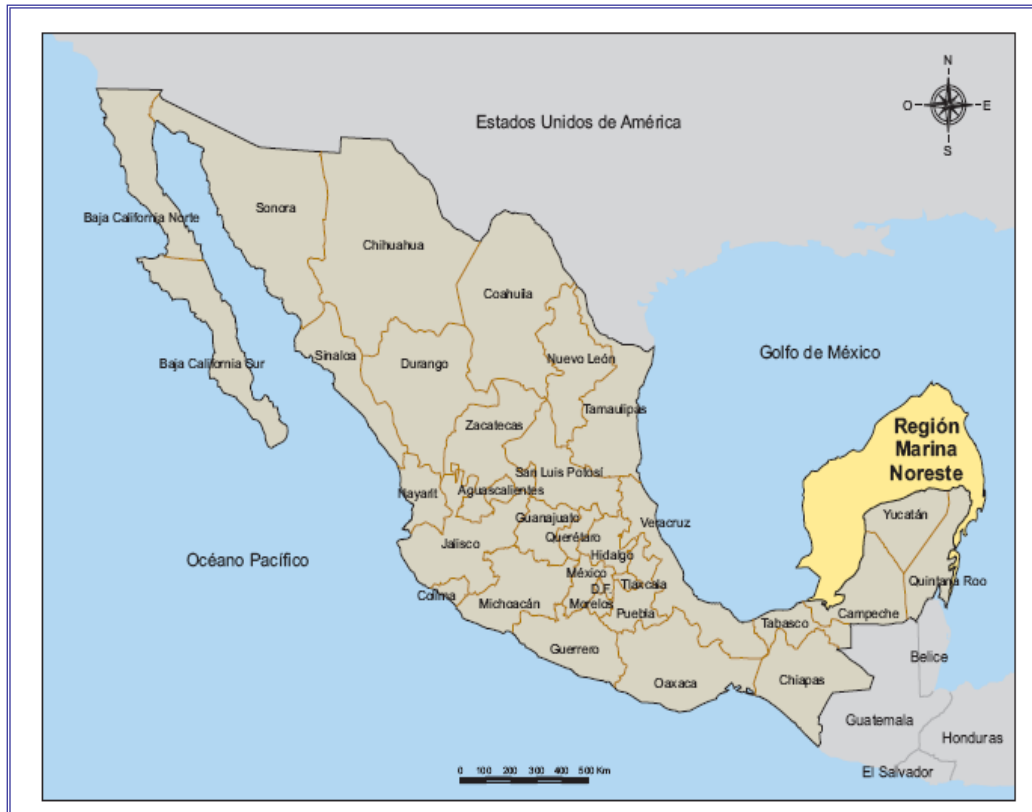 N
O
E
S
Estados Unidos de América
Baja California Norte
Sonora
Chihuahua
Coahuila
Baja California Sur
Sinaloa
Durango
Nuevo León
Golfo de México
Tamaulipas
Zacatecas
Región
Marina
Noreste
San Luis Potosí
Nayarit
Aguascalientes
Yucatán
Guanajuato
Veracruz
Querétaro
Jalisco
Hidalgo
Océano Pacífico
México
Quintana Roo
D.F.
Tlaxcala
Colima
Michoacán
Morelos
Puebla
Campeche
Tabasco
Guerrero
Belice
Oaxaca
Chiapas
Guatemala
Honduras
El Salvador
0 100 200 300 400 500 Km